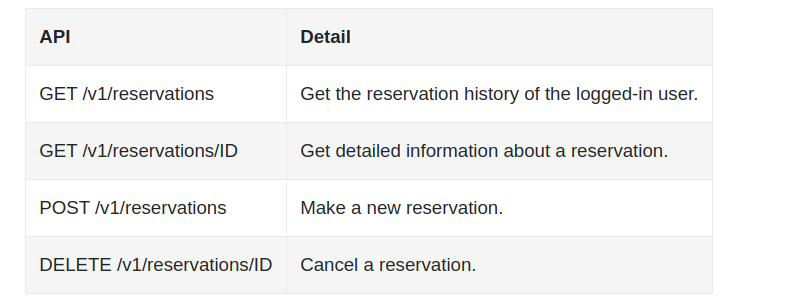 API Detail
GET /v1/reservations Get the reservation history of the logged-in user.
GET /v1/reservations/ID Get detailed information about a reservation.
POST /v1/reservations Make a new reservation.
DELETE /v1/reservations/ID Cancel a reservation.